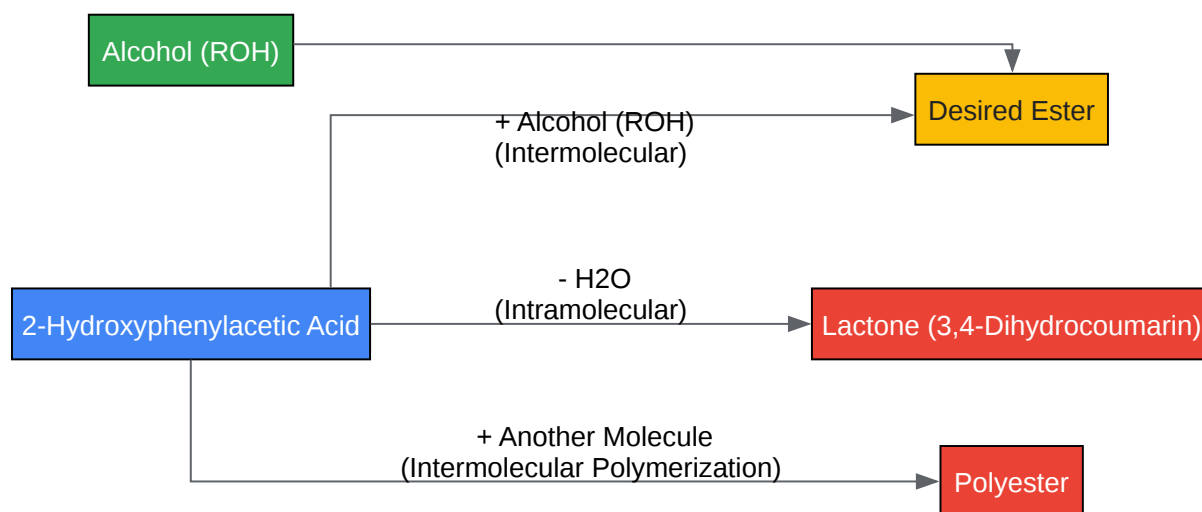 Alcohol (ROH)
Desired Ester
+ Alcohol (ROH)
(Intermolecular)
- H2O
(Intramolecular)
2-Hydroxyphenylacetic Acid
Lactone (3,4-Dihydrocoumarin)
+ Another Molecule
(Intermolecular Polymerization)
Polyester